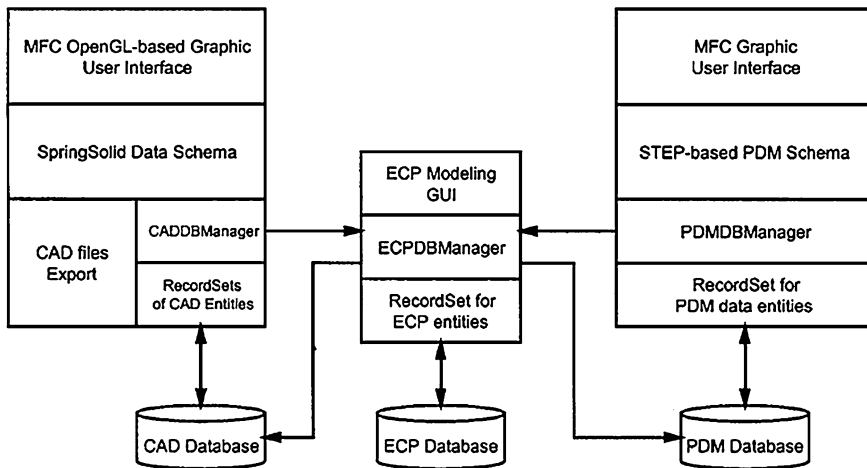 MFC OpenGL-based Graphic
User Interface
SpringSolid Data Schema
CAD files
Export
CADDBManager
RecordSets
of CAD Entities
CAD Database
ECP Modeling
GUI
ECPDBManager
RecordSet for
ECP entities
ECP Database
MFC Graphic
User Interface
STEP-based PDM Schema
PDMDBManager
RecordSet for
PDM data entities
PDM Database